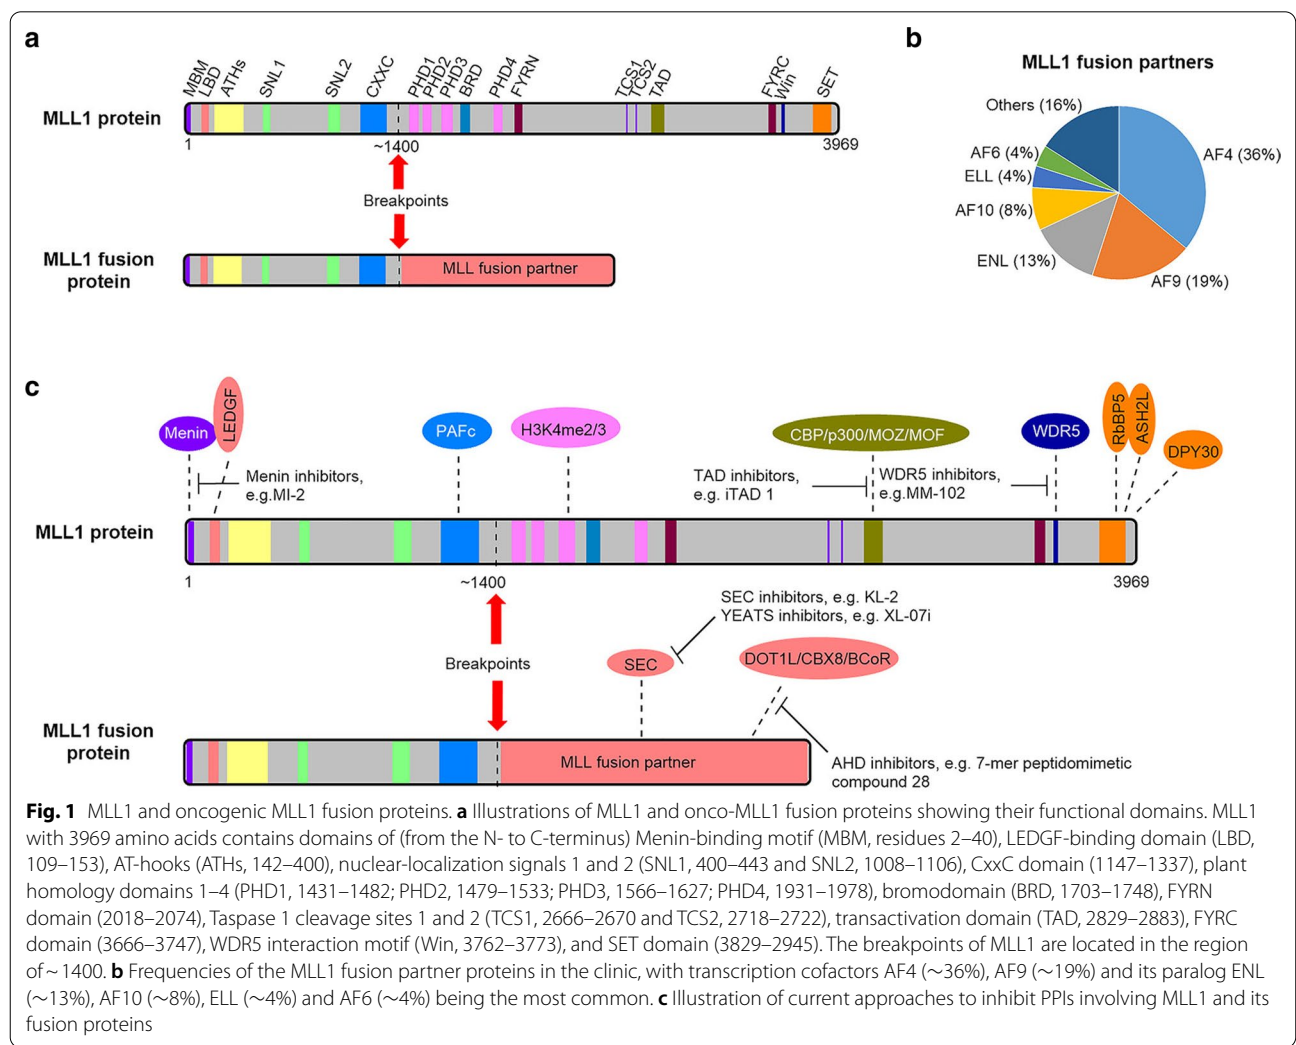 a
MBM
LBD
ATHs
SNL1
SNL2
CXXC
PHD1
PHD2
PHD3
BRD
PHD4
FYRN
TCS1
TCS2
TAD
FYRC
Win
SET
MLL1 protein
1
~1400
3969
Breakpoints
MLL1 fusion
protein
MLL fusion partner
b
MLL1 fusion partners
Others (16%)
AF6 (4%)
ELL (4%)
AF10 (8%)
ENL (13%)
AF4 (36%)
AF9 (19%)
c
Menin
LEDGF
PAFc
H3K4me2/3
CBP/p300/MOZ/MOF
WDR5
RbBP5
ASH2L
DPY30
Menin inhibitors,
e.g.MI-2
TAD inhibitors,
e.g. iTAD 1
WDR5 inhibitors,
e.g.MM-102
MLL1 protein
1
~1400
3969
SEC inhibitors, e.g. KL-2
YEATS inhibitors, e.g. XL-07i
Breakpoints
SEC
DOT1L/CBX8/BCoR
MLL1 fusion
protein
MLL fusion partner
AHD inhibitors, e.g. 7-mer peptidomimetic
compound 28
Fig. 1 MLL1 and oncogenic MLL1 fusion proteins. a Illustrations of MLL1 and onco-MLL1 fusion proteins showing their functional domains. MLL1
with 3969 amino acids contains domains of (from the N- to C-terminus) Menin-binding motif (MBM, residues 2–40), LEDGF-binding domain (LBD,
109–153), AT-hooks (ATHs, 142–400), nuclear-localization signals 1 and 2 (SNL1, 400–443 and SNL2, 1008–1106), CxxC domain (1147–1337), plant
homology domains 1–4 (PHD1, 1431–1482; PHD2, 1479–1533; PHD3, 1566–1627; PHD4, 1931–1978), bromodomain (BRD, 1703–1748), FYRN
domain (2018–2074), Taspase 1 cleavage sites 1 and 2 (TCS1, 2666–2670 and TCS2, 2718–2722), transactivation domain (TAD, 2829–2883), FYRC
domain (3666–3747), WDR5 interaction motif (Win, 3762–3773), and SET domain (3829–2945). The breakpoints of MLL1 are located in the region
of ~ 1400. b Frequencies of the MLL1 fusion partner proteins in the clinic, with transcription cofactors AF4 (~36%), AF9 (~19%) and its paralog ENL
(~13%), AF10 (~8%), ELL (~4%) and AF6 (~4%) being the most common. c Illustration of current approaches to inhibit PPIs involving MLL1 and its
fusion proteins